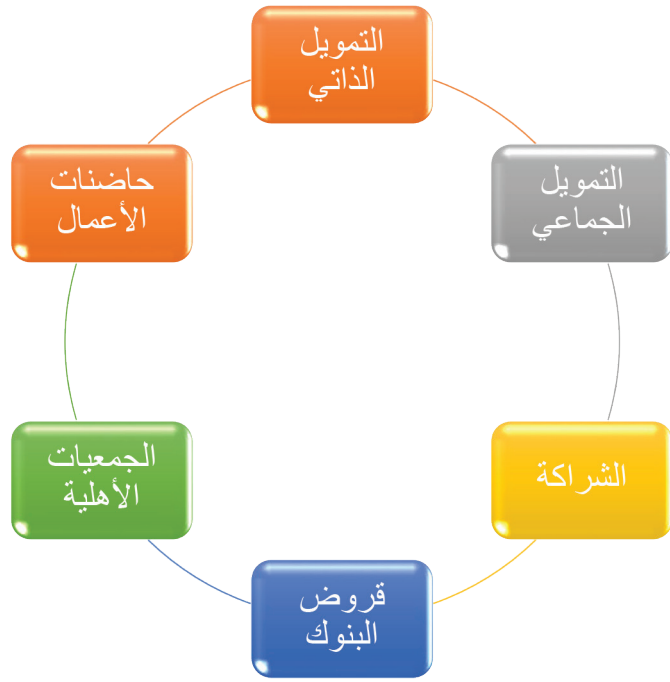 التمويل
الذاتي
التمويل
الجماعي
الشراكة
قروض
البنوك
الجمعيات
الأهلية
حاضنات
الأعمال